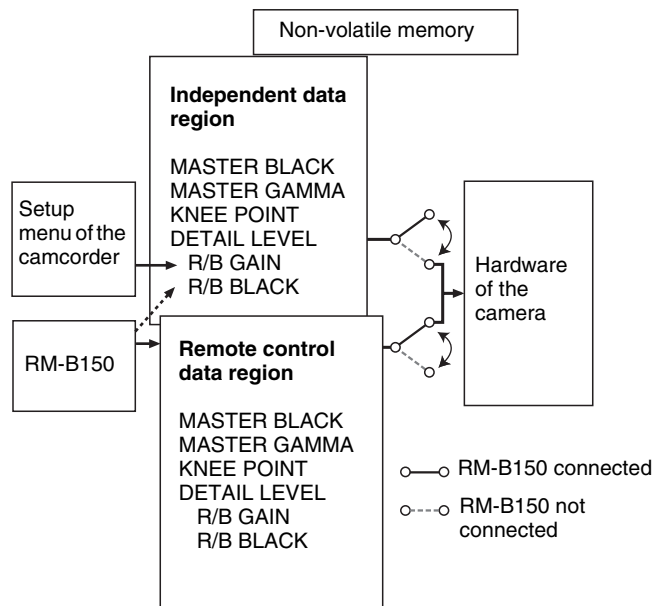 Non-volatile memory
Independent data
region
MASTER BLACK
MASTER GAMMA
KNEE POINT
DETAIL LEVEL
R/B GAIN
R/B BLACK
Setup
menu of the
camcorder
RM-B150
Remote control
data region
MASTER BLACK
MASTER GAMMA
KNEE POINT
DETAIL LEVEL
R/B GAIN
R/B BLACK
Hardware
of the
camera
RM-B150 connected
RM-B150 not
connected